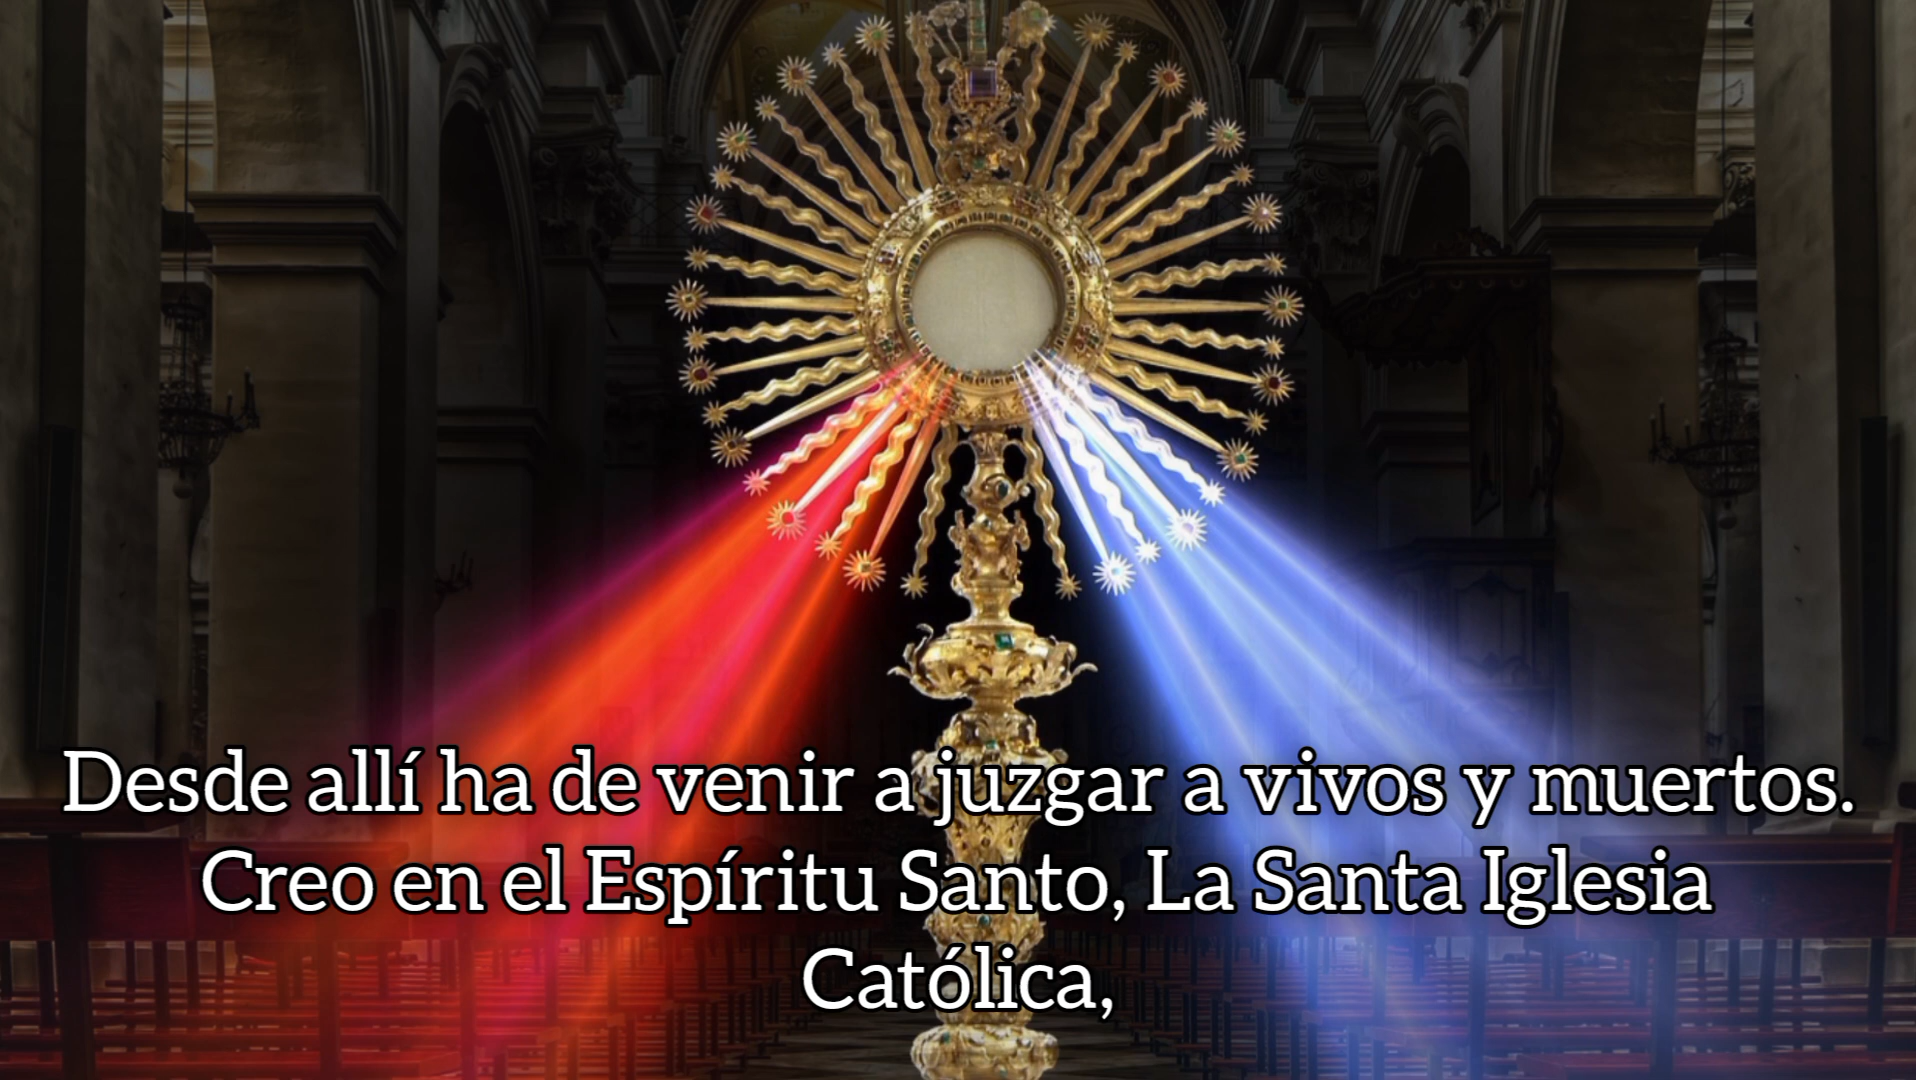 Desde allí ha de venir a juzgar a vivos y muertos.
Creo en el Espíritu Santo, La Santa Iglesia
Católica,